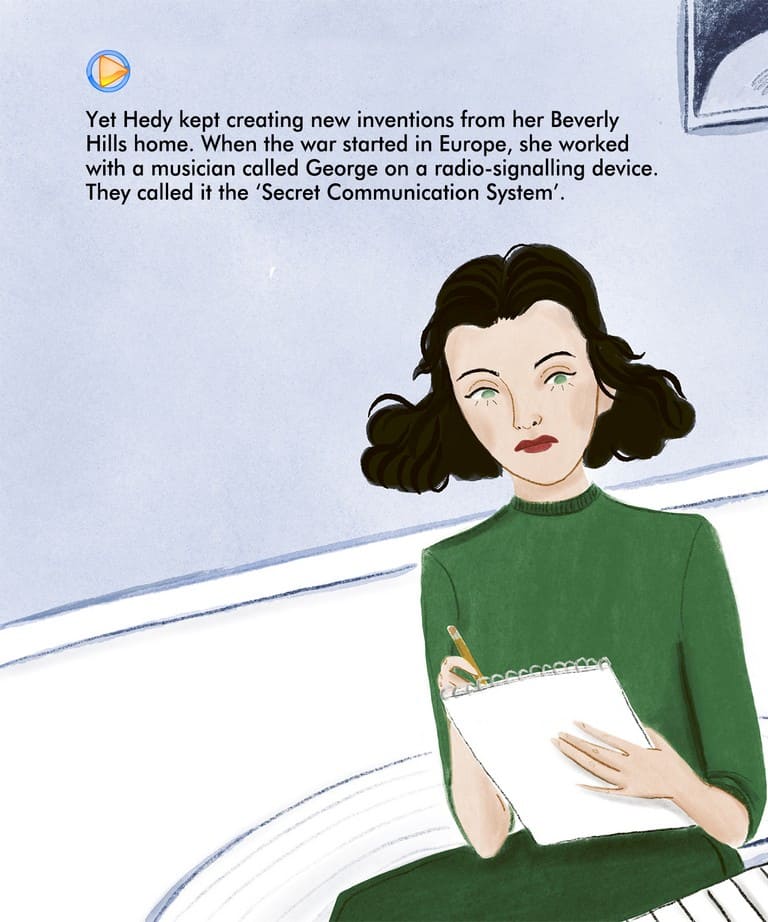 Yet Hedy kept creating new inventions from her Beverly
Hills home. When the war started in Europe, she worked
with a musician called George on a radio-signalling device.
They called it the ‘Secret Communication System’.